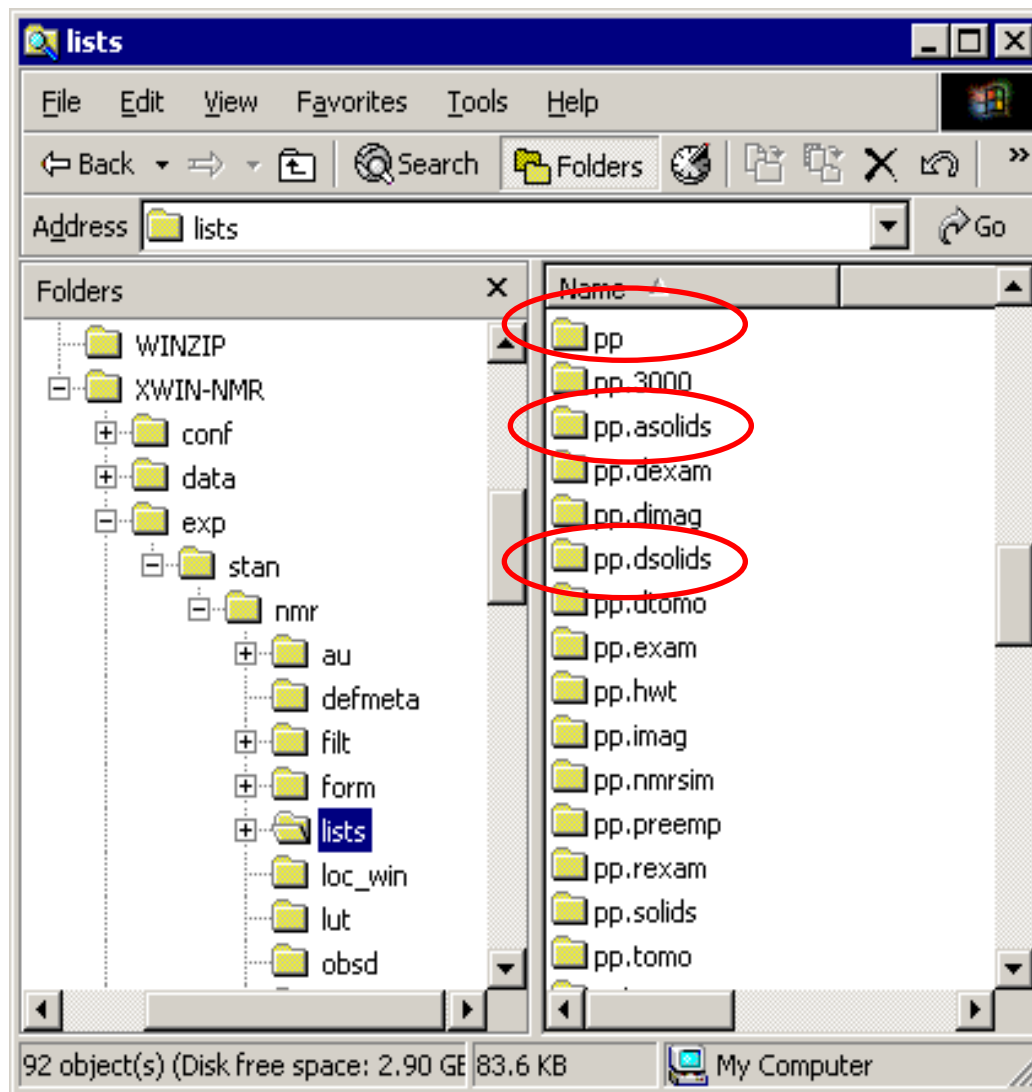 lists
File Edit View Favorites Tools Help
Back Search Folders »
Address lists Go
Folders
WINZIP
XWIN-NMR
conf
data
exp
stan
nmr
au
defmeta
filt
form
lists
loc_win
lut
obsd
Name
pp
pp.3000
pp.asolids
pp.dexam
pp.dimag
pp.dsolids
pp.dtomo
pp.exam
pp.hwt
pp.imag
pp.nmrsim
pp.preemp
pp.rexam
pp.solids
pp.tomo
92 object(s) (Disk free space: 2.90 GB 83.6 KB My Computer